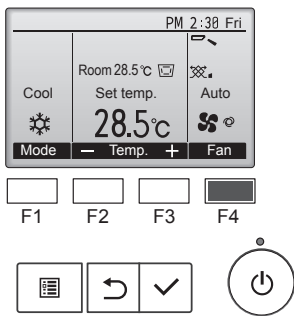 PM 2:30 Fri
Room 28.5℃
Cool Set temp. Auto
28.5℃
Mode − Temp. + Fan
F1 F2 F3 F4